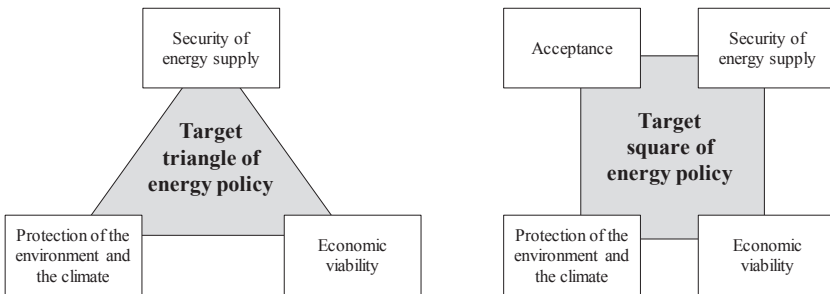 Security of
energy supply
Target
triangle of
energy policy
Protection of the
environment and
the climate
Economic
viability
Acceptance
Security of
energy supply
Target
square of
energy policy
Protection of the
environment and
the climate
Economic
viability